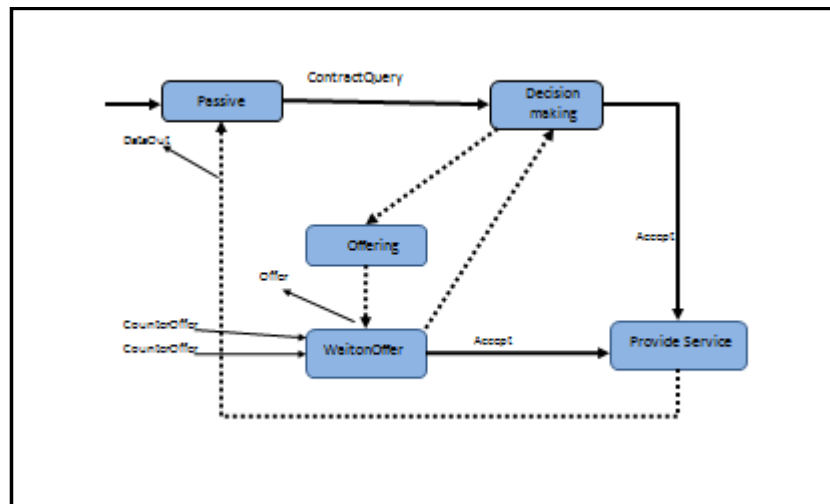 ContractQuery
Passive
Decision
making
DataOut
Offering
Accept
Offer
CounterOffer
CounterOffer
WaitonOffer
Accept
Provide Service